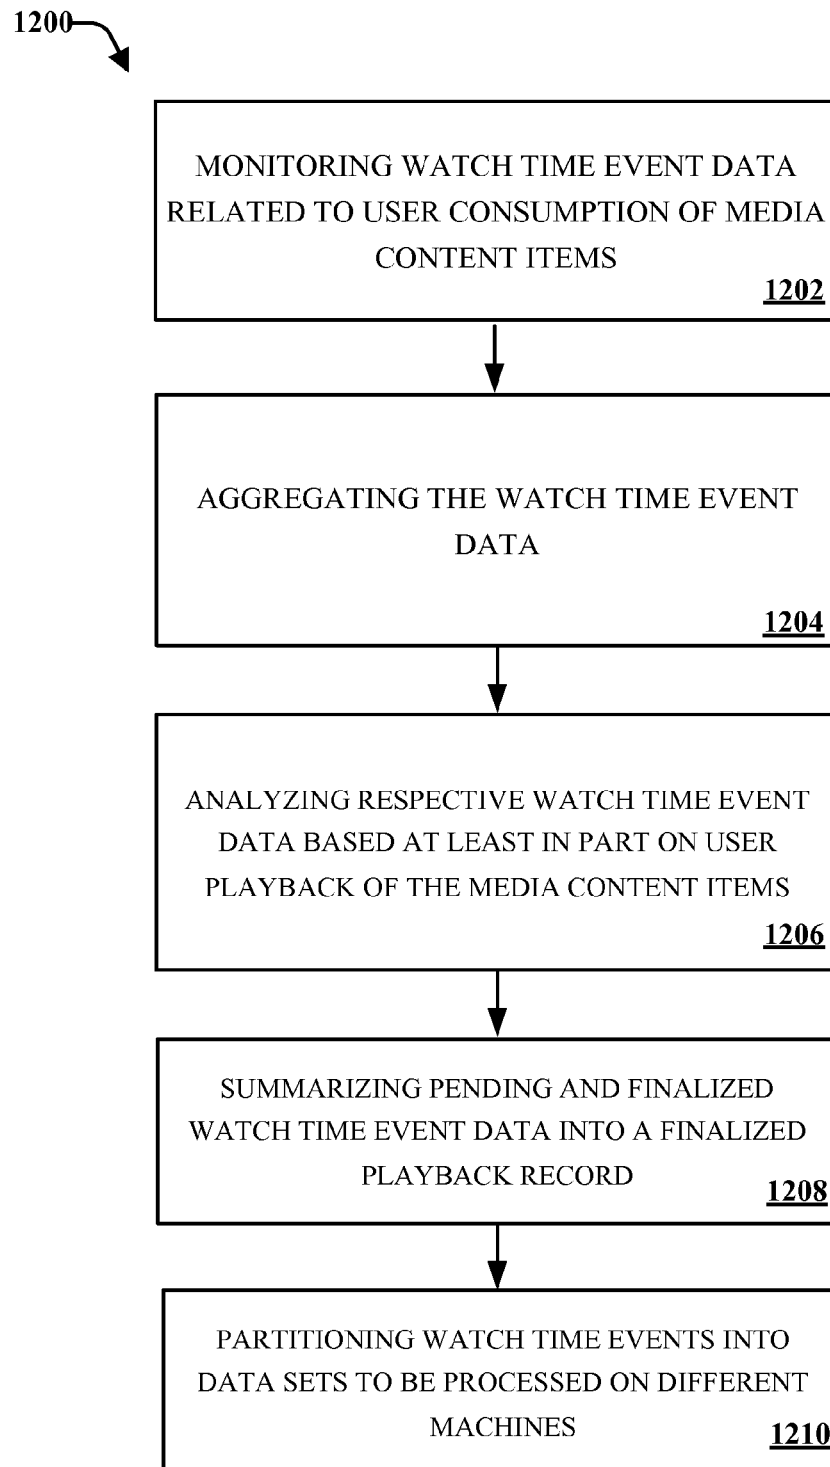 1200
MONITORING WATCH TIME EVENT DATA
RELATED TO USER CONSUMPTION OF MEDIA
CONTENT ITEMS
1202
AGGREGATING THE WATCH TIME EVENT
DATA
1204
ANALYZING RESPECTIVE WATCH TIME EVENT
DATA BASED AT LEAST IN PART ON USER
PLAYBACK OF THE MEDIA CONTENT ITEMS
1206
SUMMARIZING PENDING AND FINALIZED
WATCH TIME EVENT DATA INTO A FINALIZED
PLAYBACK RECORD
1208
PARTITIONING WATCH TIME EVENTS INTO
DATA SETS TO BE PROCESSED ON DIFFERENT
MACHINES
1210